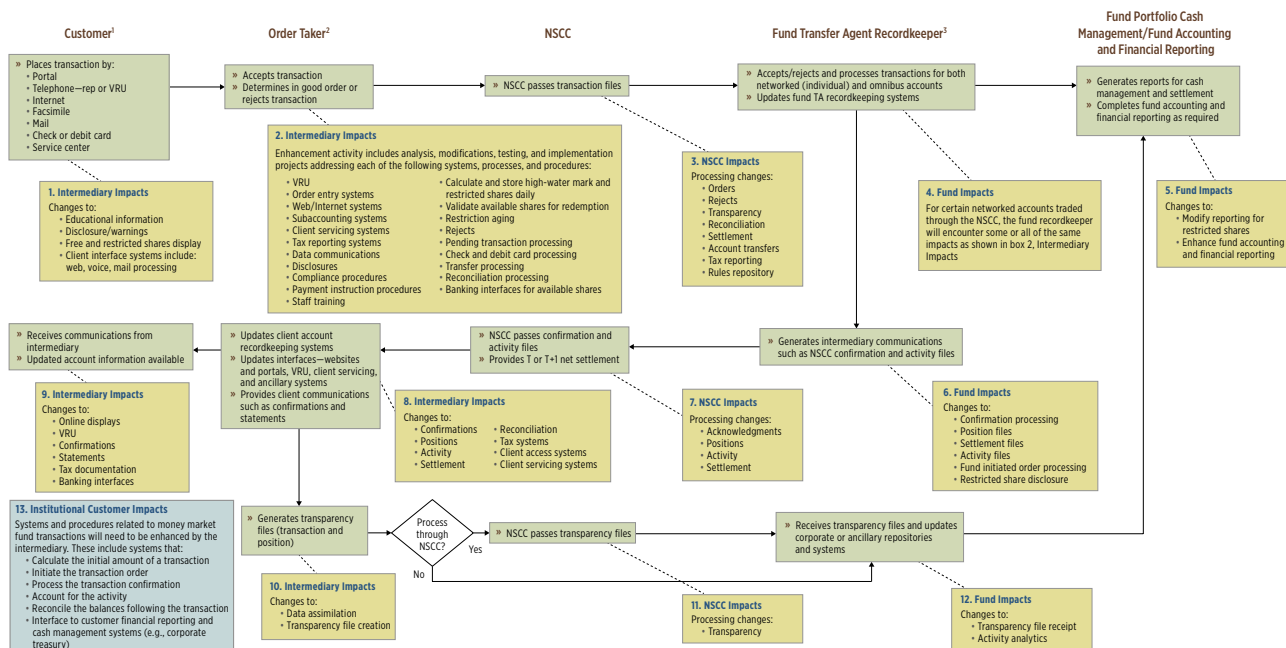 Customer¹
Order Taker²
NSCC
Fund Transfer Agent Recordkeeper³
Fund Portfolio Cash
Management/Fund Accounting
and Financial Reporting
» Places transaction by:
• Portal
• Telephone—rep or VRU
• Internet
• Facsimile
• Mail
• Check or debit card
• Service center
» Accepts transaction
» Determines in good order or
rejects transaction
» NSCC passes transaction files
» Accepts/rejects and processes transactions for both
networked (individual) and omnibus accounts
» Updates fund TA recordkeeping systems
» Generates reports for cash
management and settlement
» Completes fund accounting and
financial reporting as required
1. Intermediary Impacts
Changes to:
• Educational information
• Disclosure/warnings
• Free and restricted shares display
• Client interface systems include:
web, voice, mail processing
2. Intermediary Impacts
Enhancement activity includes analysis, modifications, testing, and implementation
projects addressing each of the following systems, processes, and procedures:
• VRU
• Order entry systems
• Web/Internet systems
• Subaccounting systems
• Client servicing systems
• Tax reporting systems
• Data communications
• Disclosures
• Compliance procedures
• Payment instruction procedures
• Staff training
• Calculate and store high-water mark and
restricted shares daily
• Validate available shares for redemption
• Restriction aging
• Rejects
• Pending transaction processing
• Check and debit card processing
• Transfer processing
• Reconciliation processing
• Banking interfaces for available shares
3. NSCC Impacts
Processing changes:
• Orders
• Rejects
• Transparency
• Reconciliation
• Settlement
• Account transfers
• Tax reporting
• Rules repository
4. Fund Impacts
For certain networked accounts traded
through the NSCC, the fund recordkeeper
will encounter some or all of the same
impacts as shown in box 2, Intermediary
Impacts
5. Fund Impacts
Changes to:
• Modify reporting for
restricted shares
• Enhance fund accounting
and financial reporting
» Receives communications from
intermediary
» Updated account information available
» Updates client account
recordkeeping systems
» Updates interfaces—websites
and portals, VRU, client servicing,
and ancillary systems
» Provides client communications
such as confirmations and
statements
» NSCC passes confirmation and
activity files
» Provides T or T+1 net settlement
» Generates intermediary communications
such as NSCC confirmation and activity files
9. Intermediary Impacts
Changes to:
• Online displays
• VRU
• Confirmations
• Statements
• Tax documentation
• Banking interfaces
8. Intermediary Impacts
Changes to:
• Confirmations
• Positions
• Activity
• Settlement
• Reconciliation
• Tax systems
• Client access systems
• Client servicing systems
7. NSCC Impacts
Processing changes:
• Acknowledgments
• Positions
• Activity
• Settlement
6. Fund Impacts
Changes to:
• Confirmation processing
• Position files
• Settlement files
• Activity files
• Fund initiated order processing
• Restricted share disclosure
13. Institutional Customer Impacts
Systems and procedures related to money market
fund transactions will need to be enhanced by the
intermediary. These include systems that:
• Calculate the initial amount of a transaction
• Initiate the transaction order
• Process the transaction confirmation
• Account for the activity
• Reconcile the balances following the transaction
• Interface to customer financial reporting and
cash management systems (e.g., corporate
treasury)
» Generates transparency
files (transaction and
position)
Process
through
NSCC?
Yes
No
» NSCC passes transparency files
» Receives transparency files and updates
corporate or ancillary repositories
and systems
10. Intermediary Impacts
Changes to:
• Data assimilation
• Transparency file creation
11. NSCC Impacts
Processing changes:
• Transparency
12. Fund Impacts
Changes to:
• Transparency file receipt
• Activity analytics